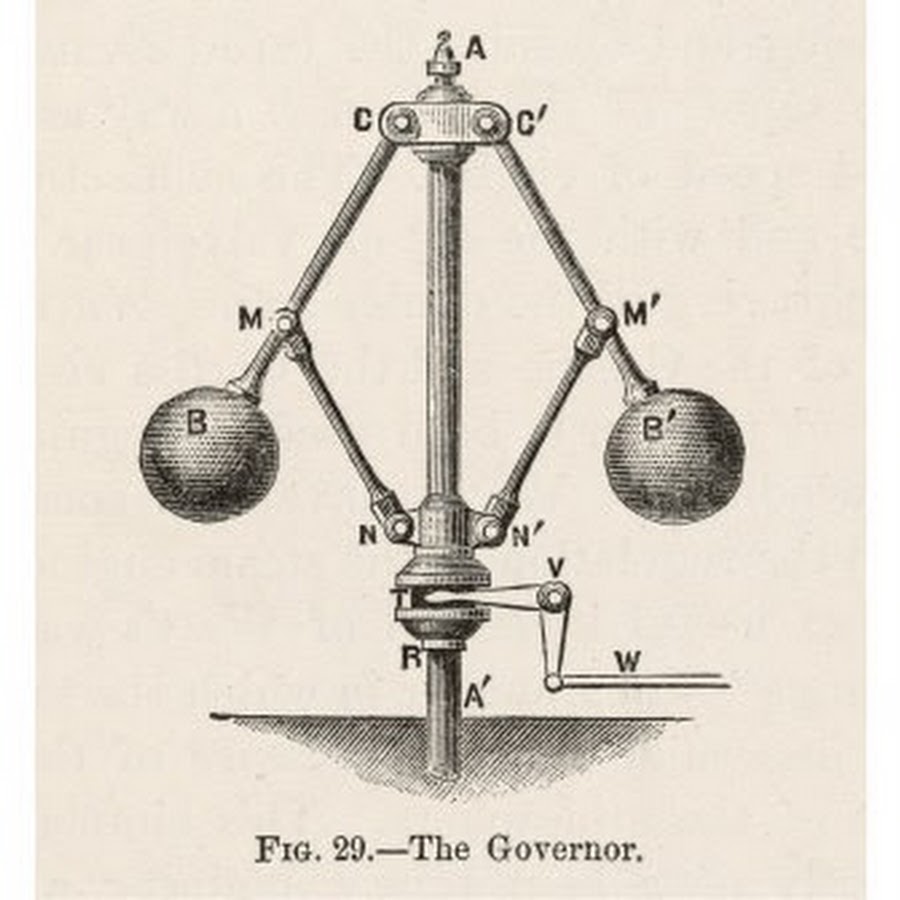 A
C C′
M M′
B B′
N N′
V
T
R W
A′
FIG. 29.—The Governor.